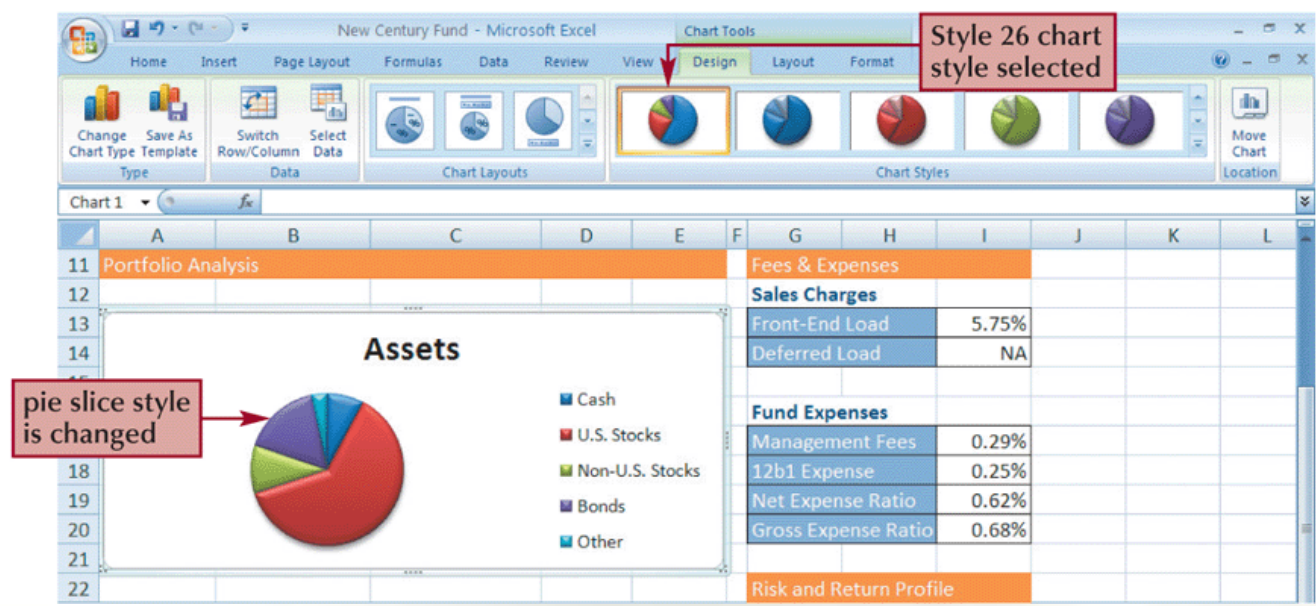 New Century Fund - Microsoft Excel
Chart Tools
Style 26 chart
style selected
Home Insert Page Layout Formulas Data Review View Design Layout Format
Change
Chart Type
Save As
Template
Switch
Row/Column
Select
Data
Move
Chart
Type
Data
Chart Layouts
Chart Styles
Location
Chart 1
fx
A B C D E F G H I J K L
11 Portfolio Analysis Fees & Expenses
12 Sales Charges
13 Front-End Load 5.75%
14 Assets Deferred Load NA
pie slice style
is changed
Cash
Fund Expenses
U.S. Stocks
Management Fees 0.29%
18 Non-U.S. Stocks 12b1 Expense 0.25%
19 Bonds Net Expense Ratio 0.62%
20 Gross Expense Ratio 0.68%
Other
21
22 Risk and Return Profile